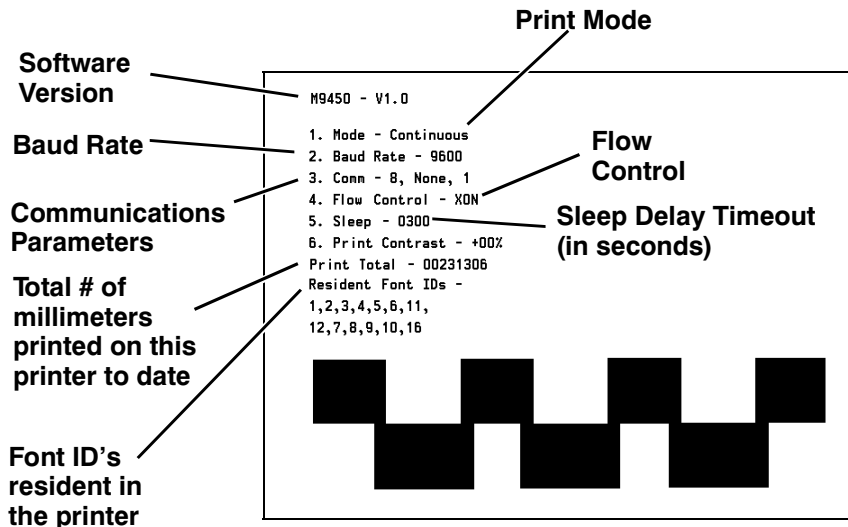 Print Mode
Software
Version
M9450 - V1.0
Baud Rate
1. Mode - Continuous
2. Baud Rate - 9600
3. Comm - 8, None, 1
4. Flow Control - XON
5. Sleep - 0300
6. Print Contrast - +00%
Print Total - 00231306
Resident Font IDs -
1,2,3,4,5,6,11,
12,7,8,9,10,16
Flow
Control
Communications
Parameters
Sleep Delay Timeout
(in seconds)
Total # of
millimeters
printed on this
printer to date
Font ID's
resident in
the printer